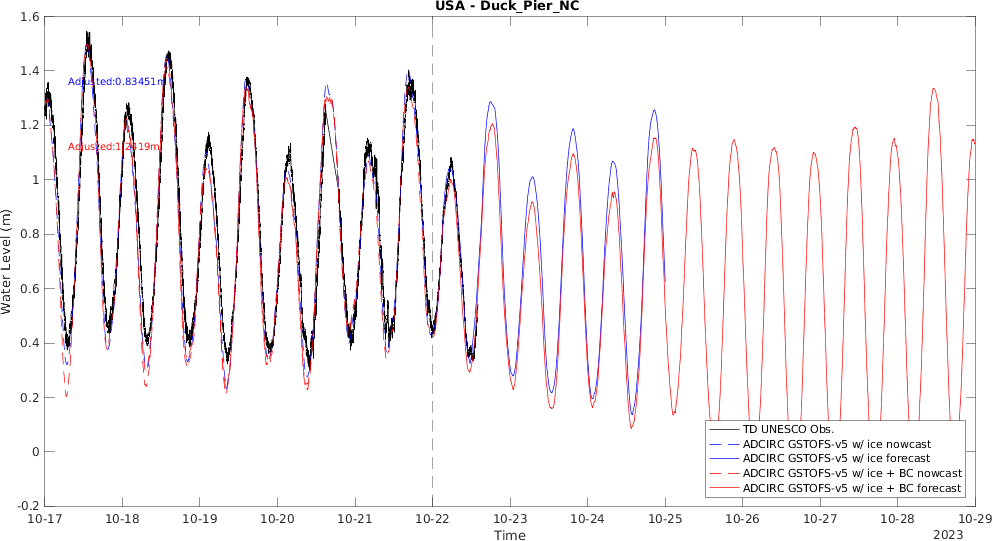 USA - Duck_Pier_NC
1.6
1.4
1.2
1
0.8
0.6
0.4
0.2
0
-0.2
Water Level (m)
Adjusted:0.83451m
Adjusted:1.2419m
TD UNESCO Obs.
ADCIRC GSTOFS-v5 w/ ice nowcast
ADCIRC GSTOFS-v5 w/ ice forecast
ADCIRC GSTOFS-v5 w/ ice + BC nowcast
ADCIRC GSTOFS-v5 w/ ice + BC forecast
10-17 10-18 10-19 10-20 10-21 10-22 10-23 10-24 10-25 10-26 10-27 10-28 10-29
Time
2023